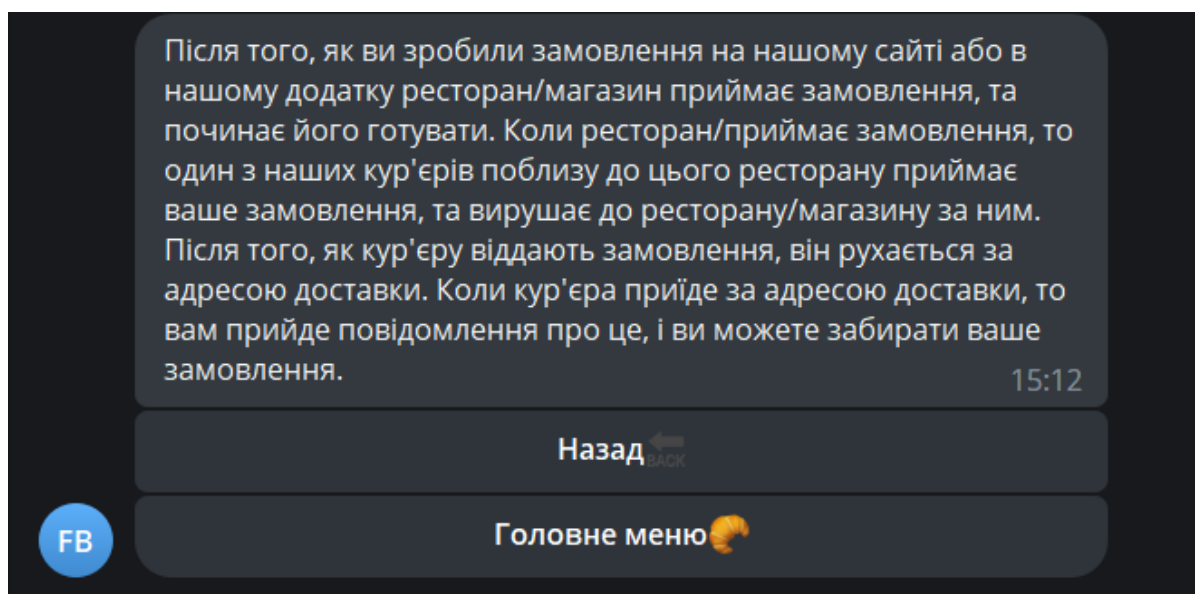 Після того, як ви зробили замовлення на нашому сайті або в
нашому додатку ресторан/магазин приймає замовлення, та
починає його готувати. Коли ресторан/приймає замовлення, то
один з наших кур'єрів поблизу до цього ресторану приймає
ваше замовлення, та вирушає до ресторану/магазину за ним.
Після того, як кур'єру віддають замовлення, він рухається за
адресою доставки. Коли кур'єра приїде за адресою доставки, то
вам прийде повідомлення про це, і ви можете забирати ваше
замовлення.
15:12
Назад BACK
FB
Головне меню